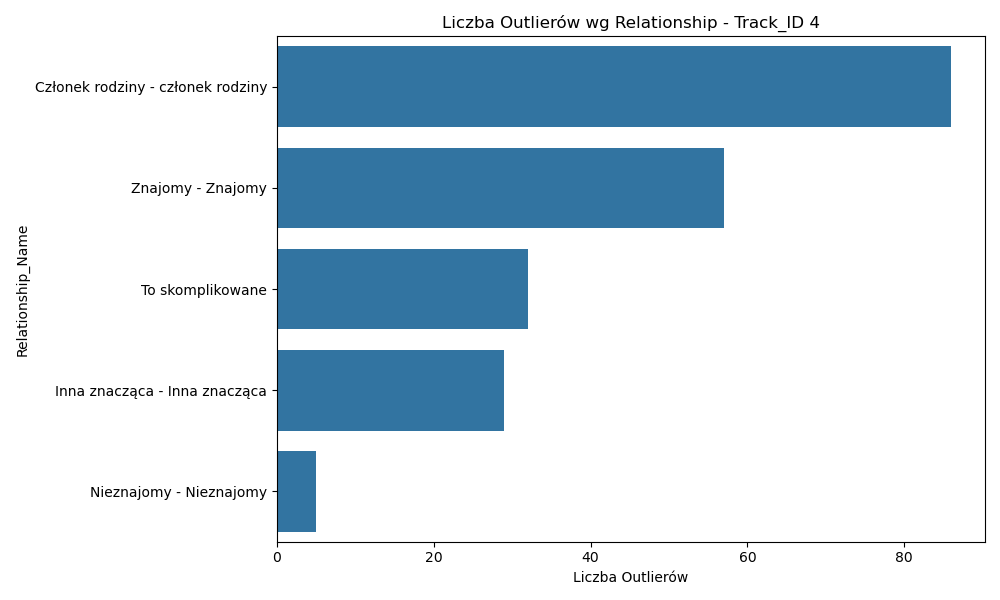 Liczba Outlierów wg Relationship - Track_ID 4
Członek rodziny - członek rodziny
Znajomy - Znajomy
To skomplikowane
Inna znacząca - Inna znacząca
Nieznajomy - Nieznajomy
Relationship_Name
0 20 40 60 80
Liczba Outlierów